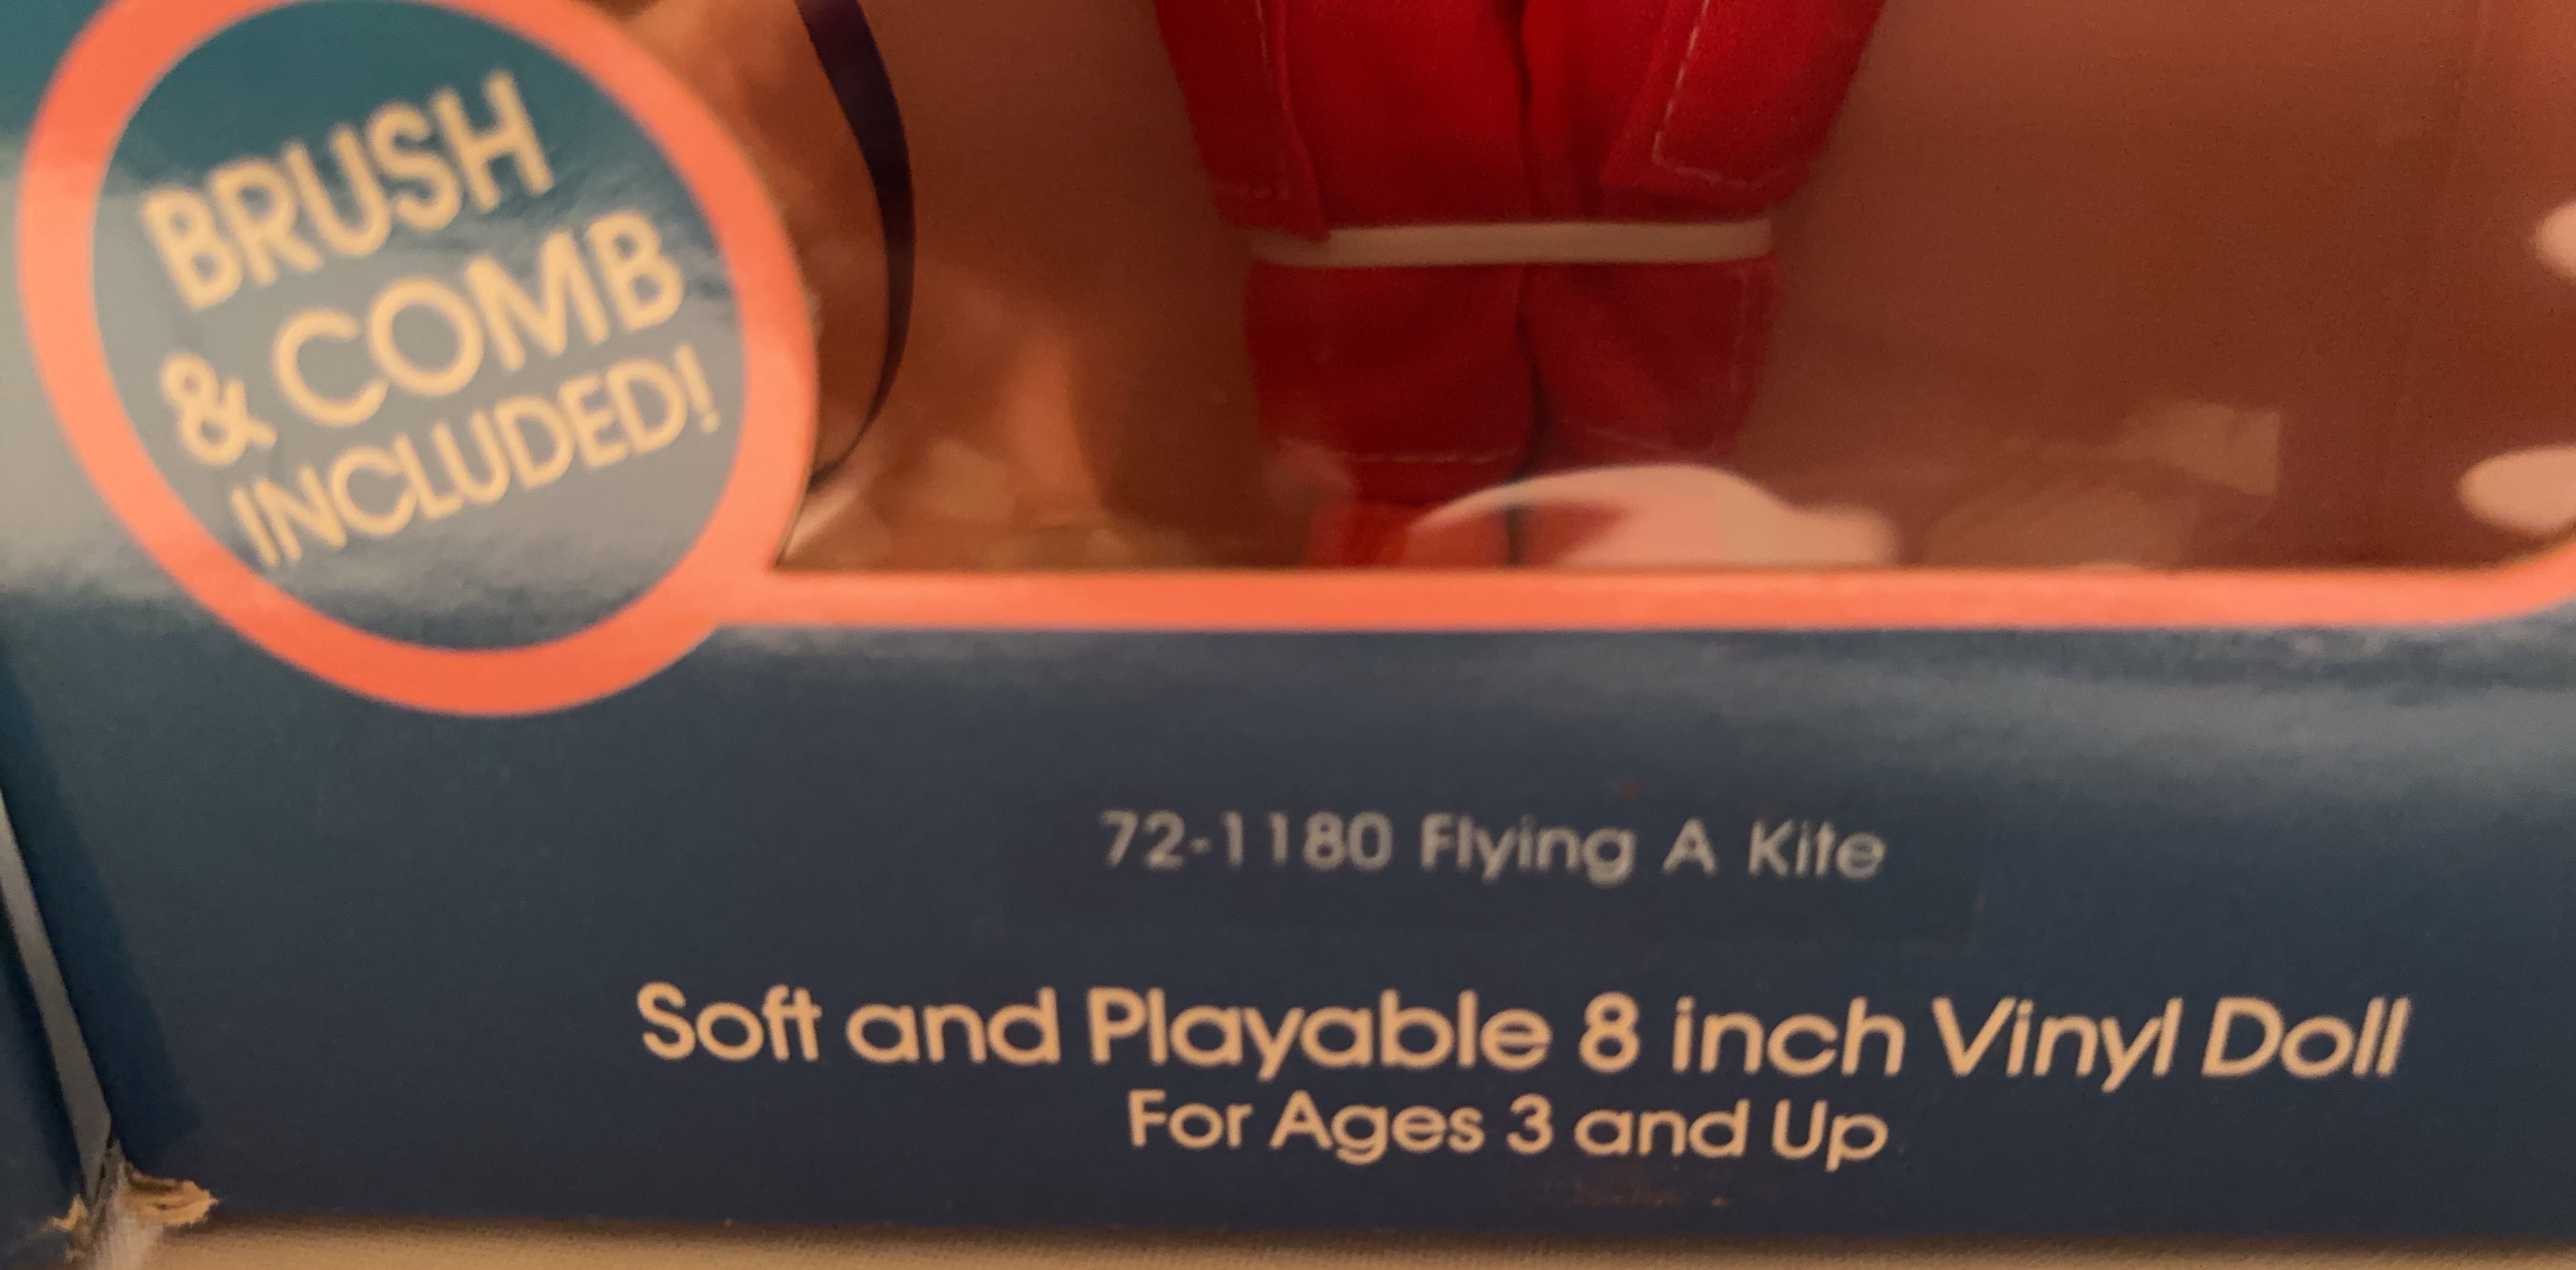 BRUSH
& COMB
INCLUDED!
72-1180 Flying A Kite
Soft and Playable 8 inch Vinyl Doll
For Ages 3 and Up